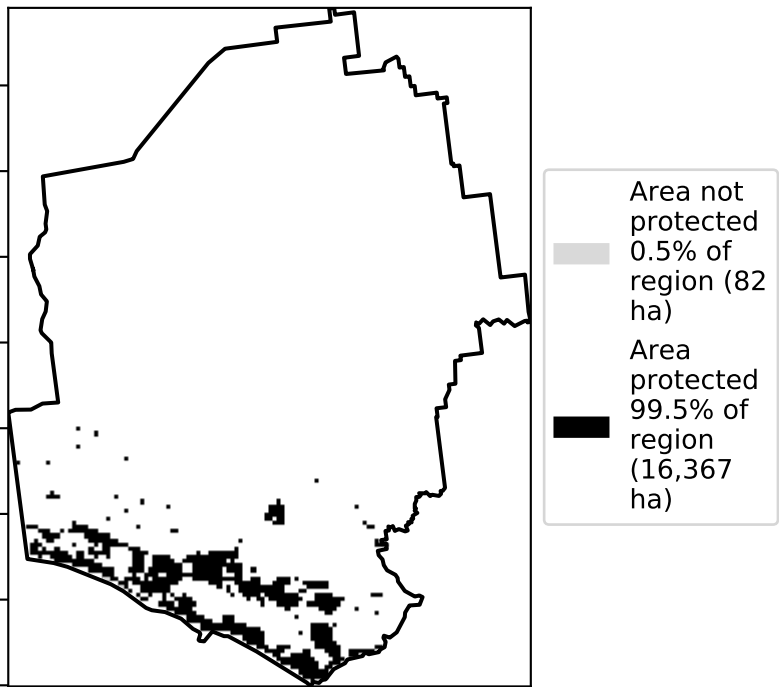 Area not
protected
0.5% of
region (82
ha)
Area
protected
99.5% of
region
(16,367
ha)